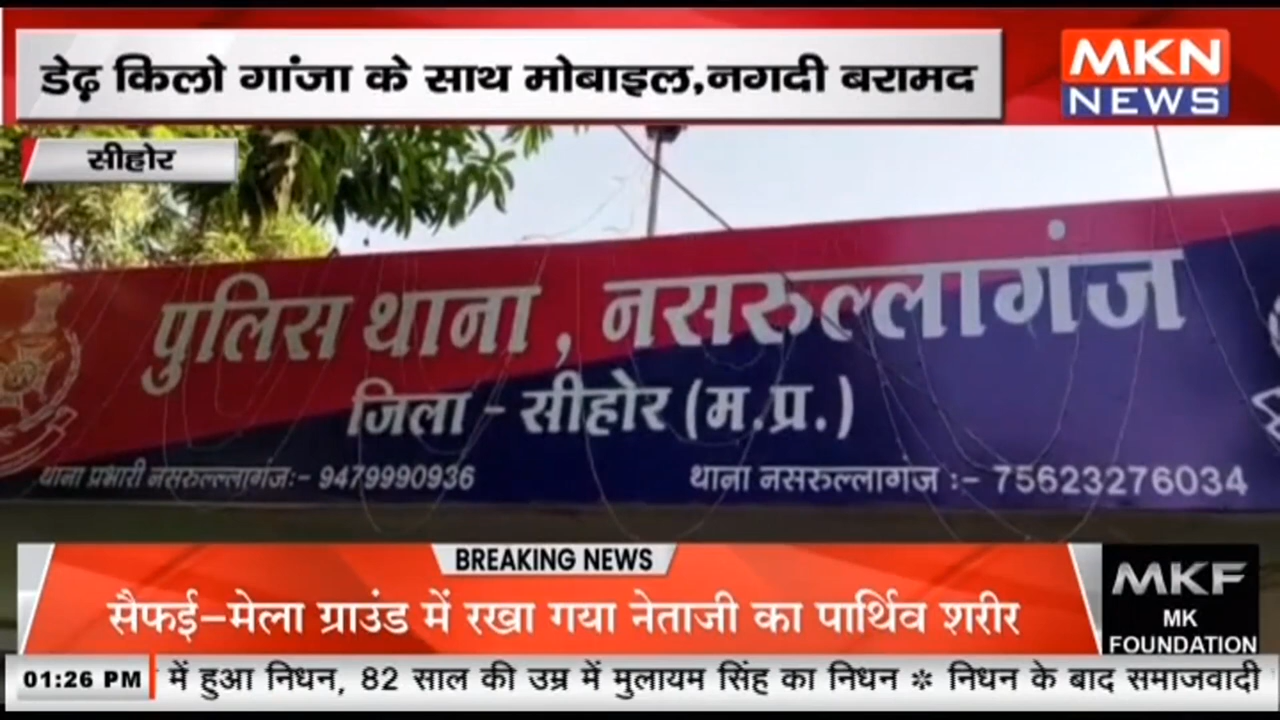 डेढ़ किलो गांजा के साथ मोबाइल,नगदी बरामद
MKN
NEWS
सीहोर
पुलिस थाना , नसरुल्लागंज
जिला - सीहोर (म.प्र.)
थाना प्रभारी नसरुल्ल्लागंजः- 9479990936
थाना नसरुल्लागंज :- 75623276034
BREAKING NEWS
सैफई-मेला ग्राउंड में रखा गया नेताजी का पार्थिव शरीर
MKF
MK
FOUNDATION
01:26 PM में हुआ निधन, 82 साल की उम्र में मुलायम सिंह का निधन ❇ निधन के बाद समाजवादी